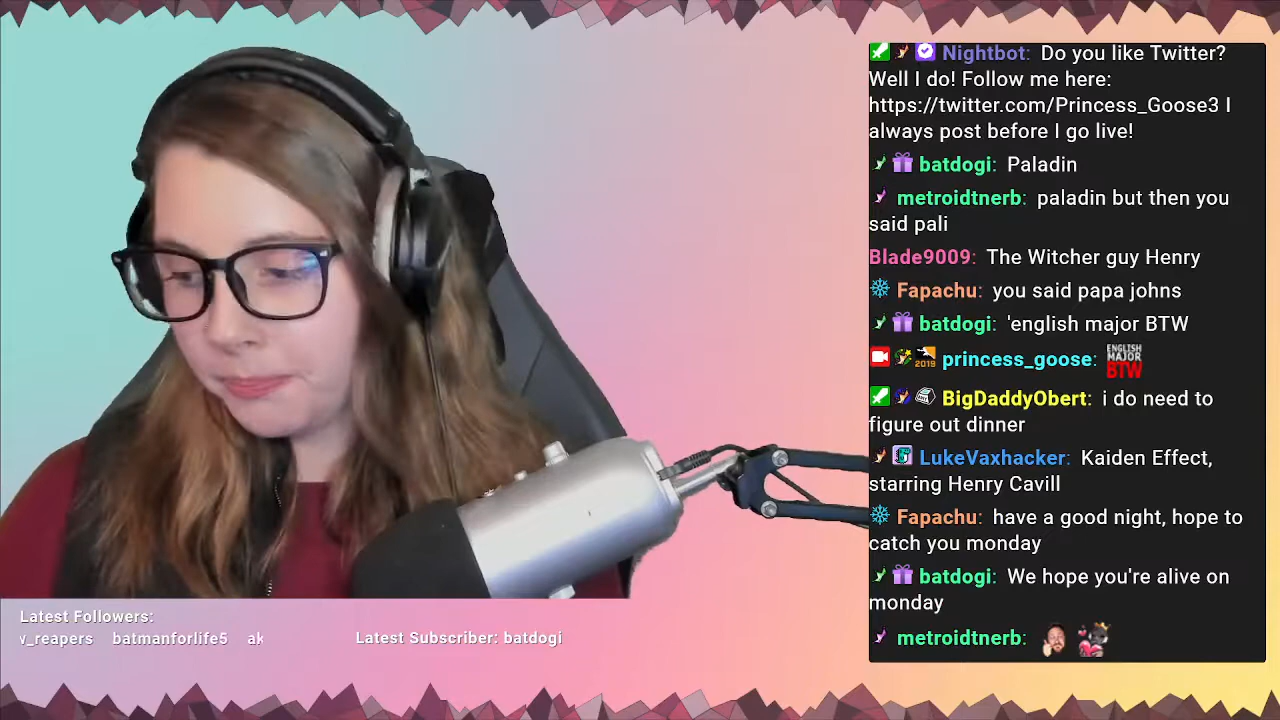 Nightbot: Do you like Twitter?
Well I do! Follow me here:
https://twitter.com/Princess_Goose3 I
always post before I go live!
batdogi: Paladin
metroidtnerb: paladin but then you
said pali
Blade9009: The Witcher guy Henry
Fapachu: you said papa johns
batdogi: 'english major BTW
2019 princess_goose: ENGLISH
MAJOR
BTW
BigDaddyObert: i do need to
figure out dinner
LukeVaxhacker: Kaiden Effect,
starring Henry Cavill
Fapachu: have a good night, hope to
catch you monday
batdogi: We hope you're alive on
monday
metroidtnerb:
Latest Followers:
v_reapers batmanforlife5 ak
Latest Subscriber: batdogi